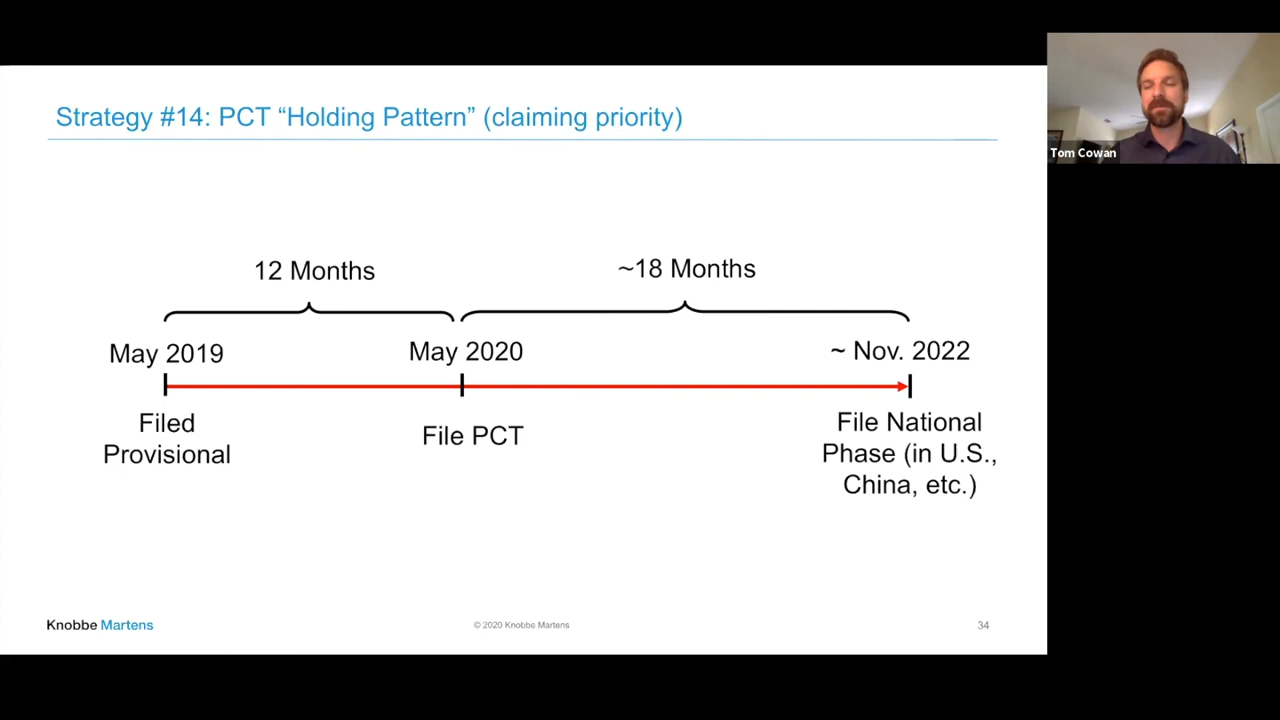 Strategy #14: PCT “Holding Pattern” (claiming priority)
Tom Cowan
12 Months
~18 Months
May 2019
May 2020
~ Nov. 2022
Filed
Provisional
File PCT
File National
Phase (in U.S.,
China, etc.)
Knobbe Martens
© 2020 Knobbe Martens
34